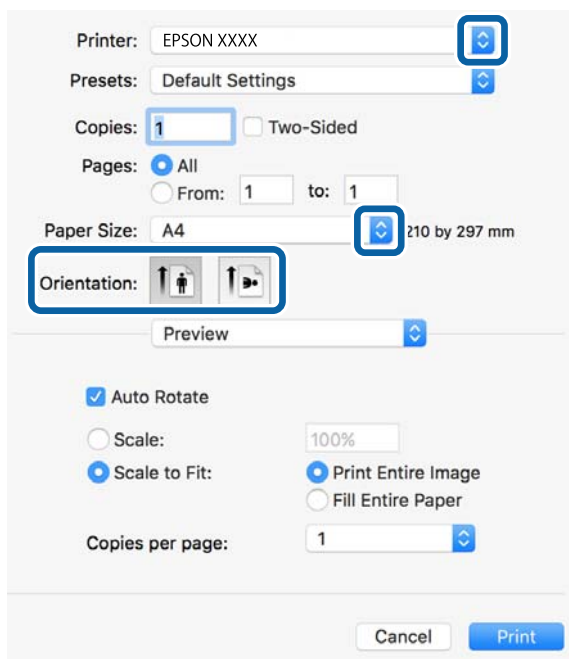 Printer: EPSON XXXX
Presets: Default Settings
Copies: 1 Two-Sided
Pages: All
From: 1 to: 1
Paper Size: A4 210 by 297 mm
Orientation:
Preview
Auto Rotate
Scale: 100%
Scale to Fit: Print Entire Image
Fill Entire Paper
Copies per page: 1
Cancel Print